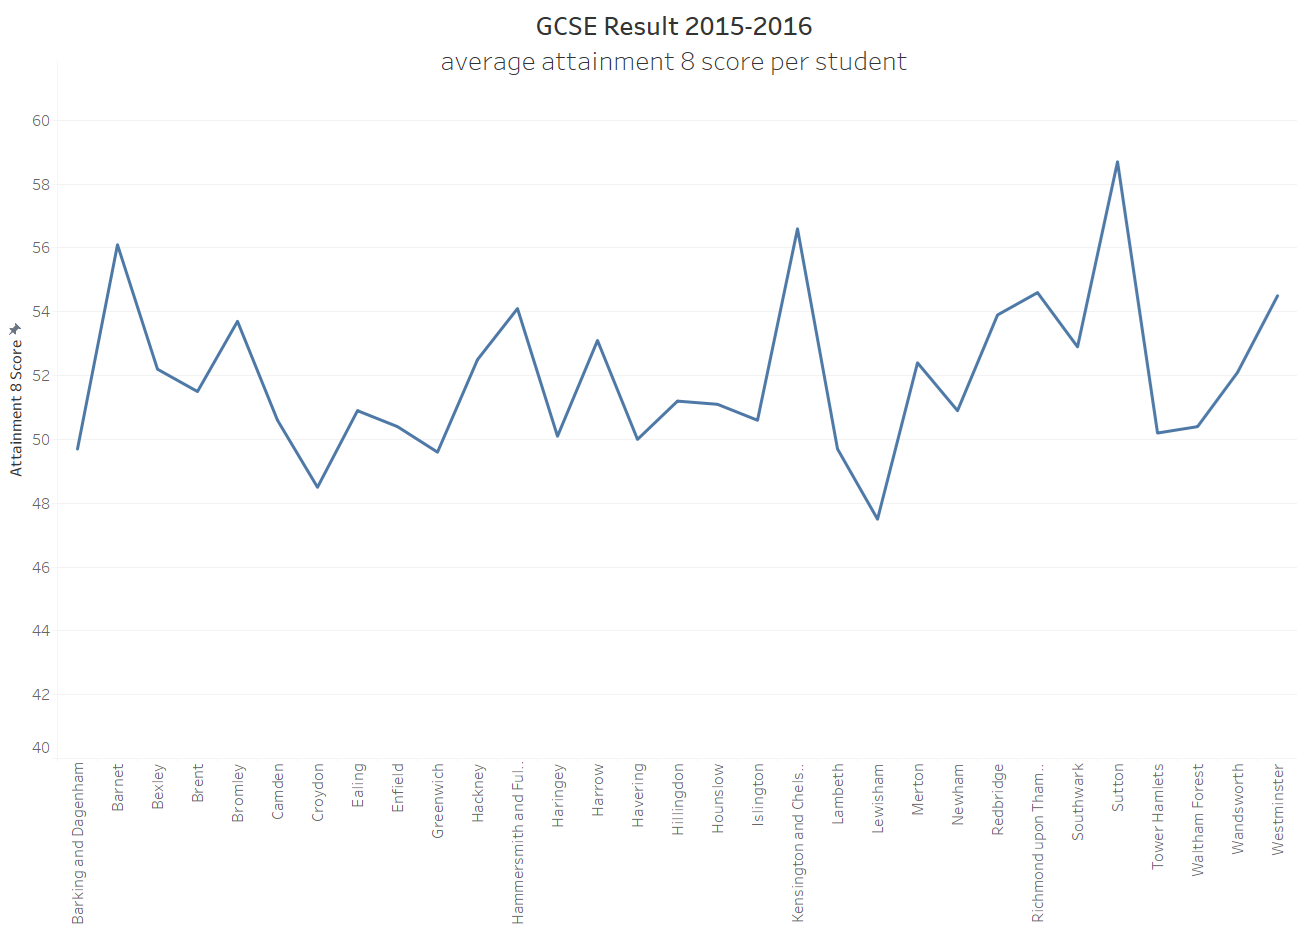 GCSE Result 2015-2016
average attainment 8 score per student
Attainment 8 Score
60
58
56
54
52
50
48
46
44
42
40
Barking and Dagenham
Barnet
Bexley
Brent
Bromley
Camden
Croydon
Ealing
Enfield
Greenwich
Hackney
Hammersmith and Ful..
Haringey
Harrow
Havering
Hillingdon
Hounslow
Islington
Kensington and Chels..
Lambeth
Lewisham
Merton
Newham
Redbridge
Richmond upon Tham..
Southwark
Sutton
Tower Hamlets
Waltham Forest
Wandsworth
Westminster